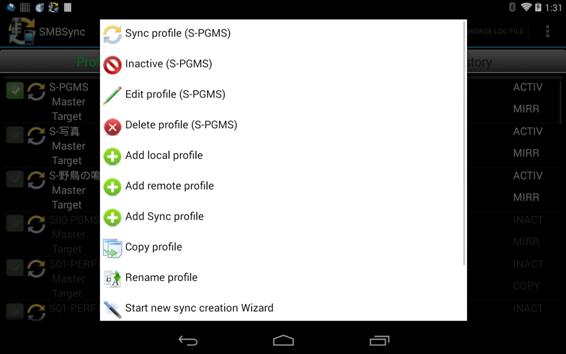 1:31
SMBSync
BROWSE LOG FILE
Sync profile (S-PGMS)
Inactive (S-PGMS)
Edit profile (S-PGMS)
Delete profile (S-PGMS)
Add local profile
Add remote profile
Add Sync profile
Copy profile
Rename profile
Start new sync creation Wizard
Pro
story
S-PGMS ACTIV
Master MIRR
Target
S-写真 ACTIV
Master MIRR
Target
S-野鳥の鳴 ACTIV
Master MIRR
Target
S00-PGMS INACT
Master MIRR
Target
S01-PERF INACT
Master COPY
Target
S01-PERF INACT